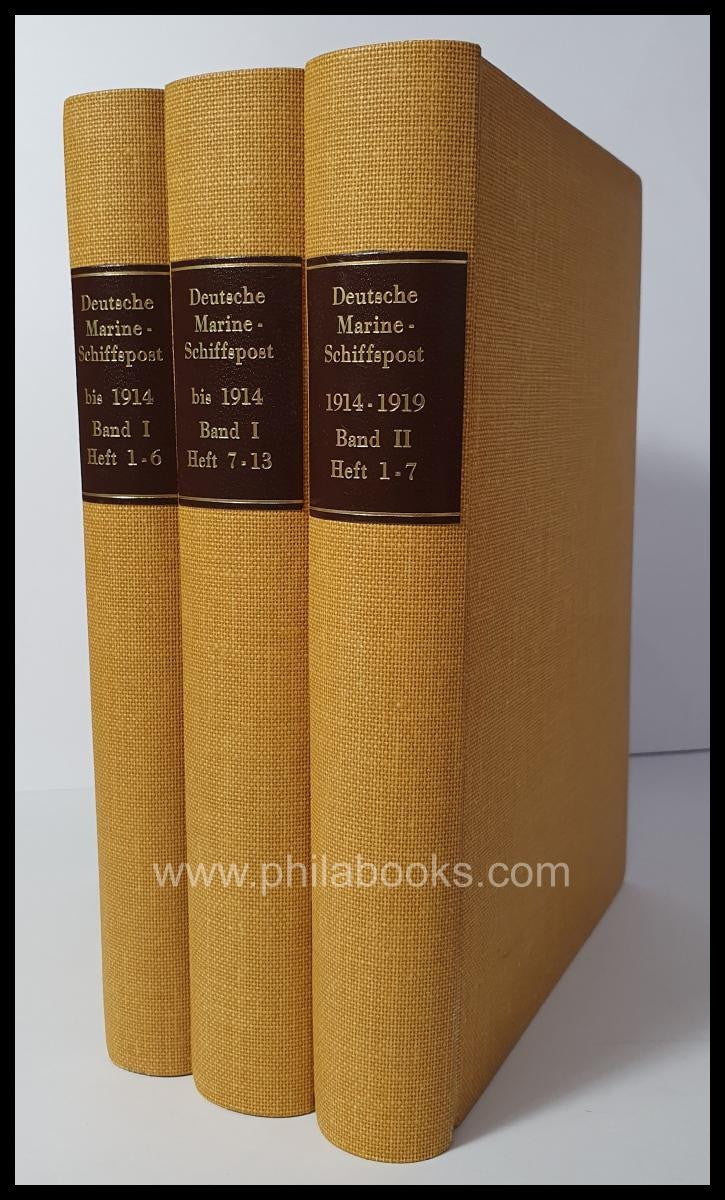 Deutsche
Marine-
Schiffspost
bis 1914
Band I
Heft 1-6
Deutsche
Marine-
Schiffspost
bis 1914
Band I
Heft 7-13
Deutsche
Marine-
Schiffspost
1914-1919
Band II
Heft 1-7
www.philabooks.com